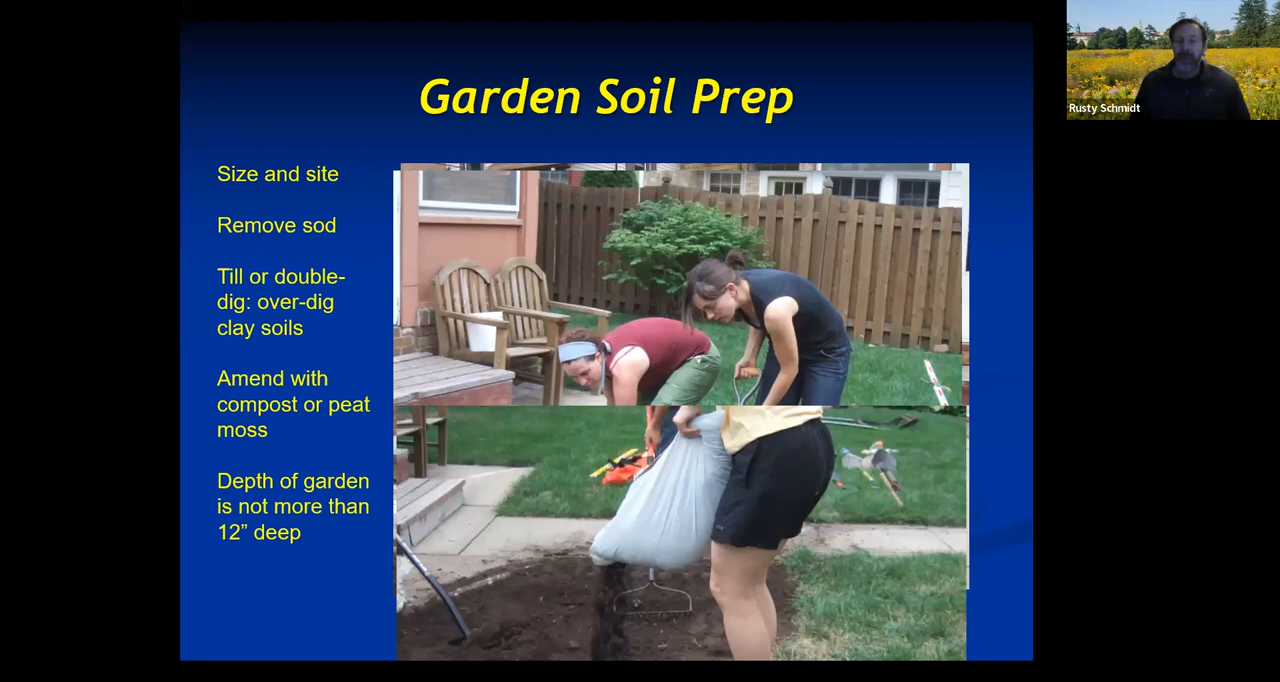 Garden Soil Prep
Rusty Schmidt
Size and site
Remove sod
Till or double-
dig: over-dig
clay soils
Amend with
compost or peat
moss
Depth of garden
is not more than
12” deep